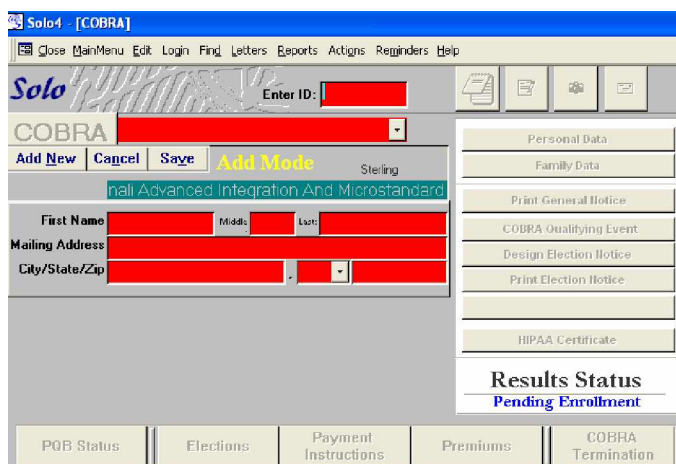 Solo4 - [COBRA]
Close MainMenu Edit Login Find Letters Reports Actions Reminders Help
Solo
Enter ID:
COBRA
Add New Cancel Save Add Mode Sterling
nali Advanced Integration And Microstandard
First Name Middle Last:
Mailing Address
City/State/Zip ,
Personal Data
Family Data
Print General Notice
COBRA Qualifying Event
Design Election Notice
Print Election Notice
HIPAA Certificate
Results Status
Pending Enrollment
PQB Status
Elections
Payment
Instructions
Premiums
COBRA
Termination